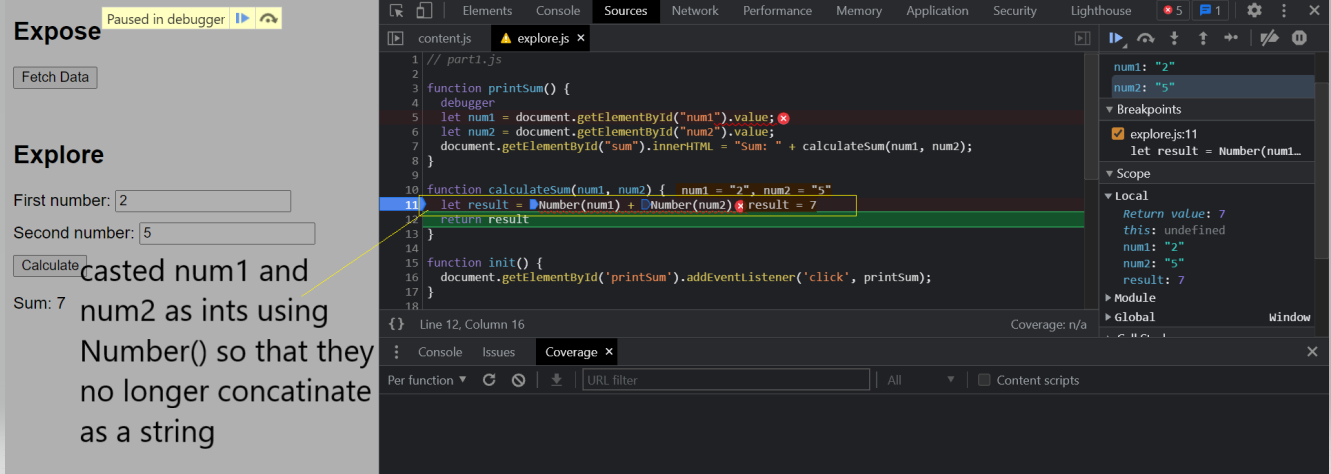 Paused in debugger
Expose
Fetch Data
Explore
First number: 2
Second number: 5
Calculate
Sum: 7
casted num1 and
num2 as ints using
Number() so that they
no longer concatinate
as a string
Elements Console Sources Network Performance Memory Application Security Lighthouse 5 1
content.js explore.js
1 // part1.js
2
3 function printSum() {
4 debugger
5 let num1 = document.getElementById("num1").value;
6 let num2 = document.getElementById("num2").value;
7 document.getElementById("sum").innerHTML = "Sum: " + calculateSum(num1, num2);
8 }
9
10 function calculateSum(num1, num2) { num1 = "2", num2 = "5"
11 let result = Number(num1) + Number(num2) result = 7
12 return result
13 }
14
15 function init() {
16 document.getElementById('printSum').addEventListener('click', printSum);
17 }
18
{} Line 12, Column 16 Coverage: n/a
num1: "2"
num2: "5"
Breakpoints
explore.js:11
let result = Number(num1…
Scope
Local
Return value: 7
this: undefined
num1: "2"
num2: "5"
result: 7
Module
Global Window
Console Issues Coverage
Per function URL filter All Content scripts